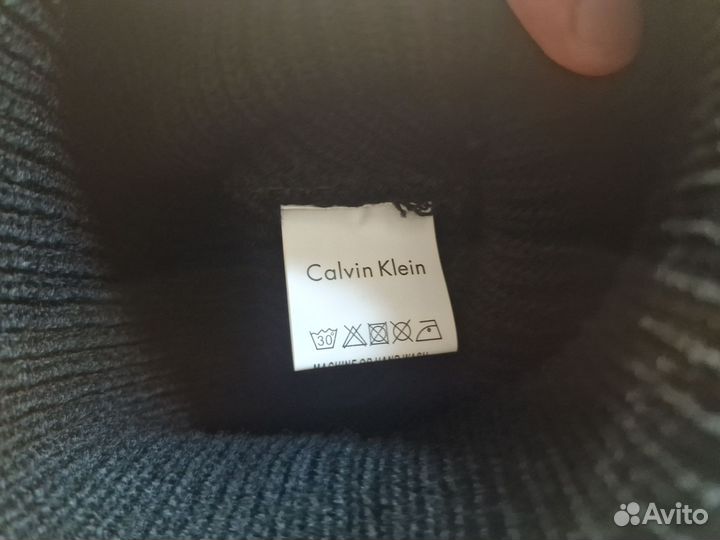 Calvin Klein
30°
MACHINE OR HAND WASH
Avito